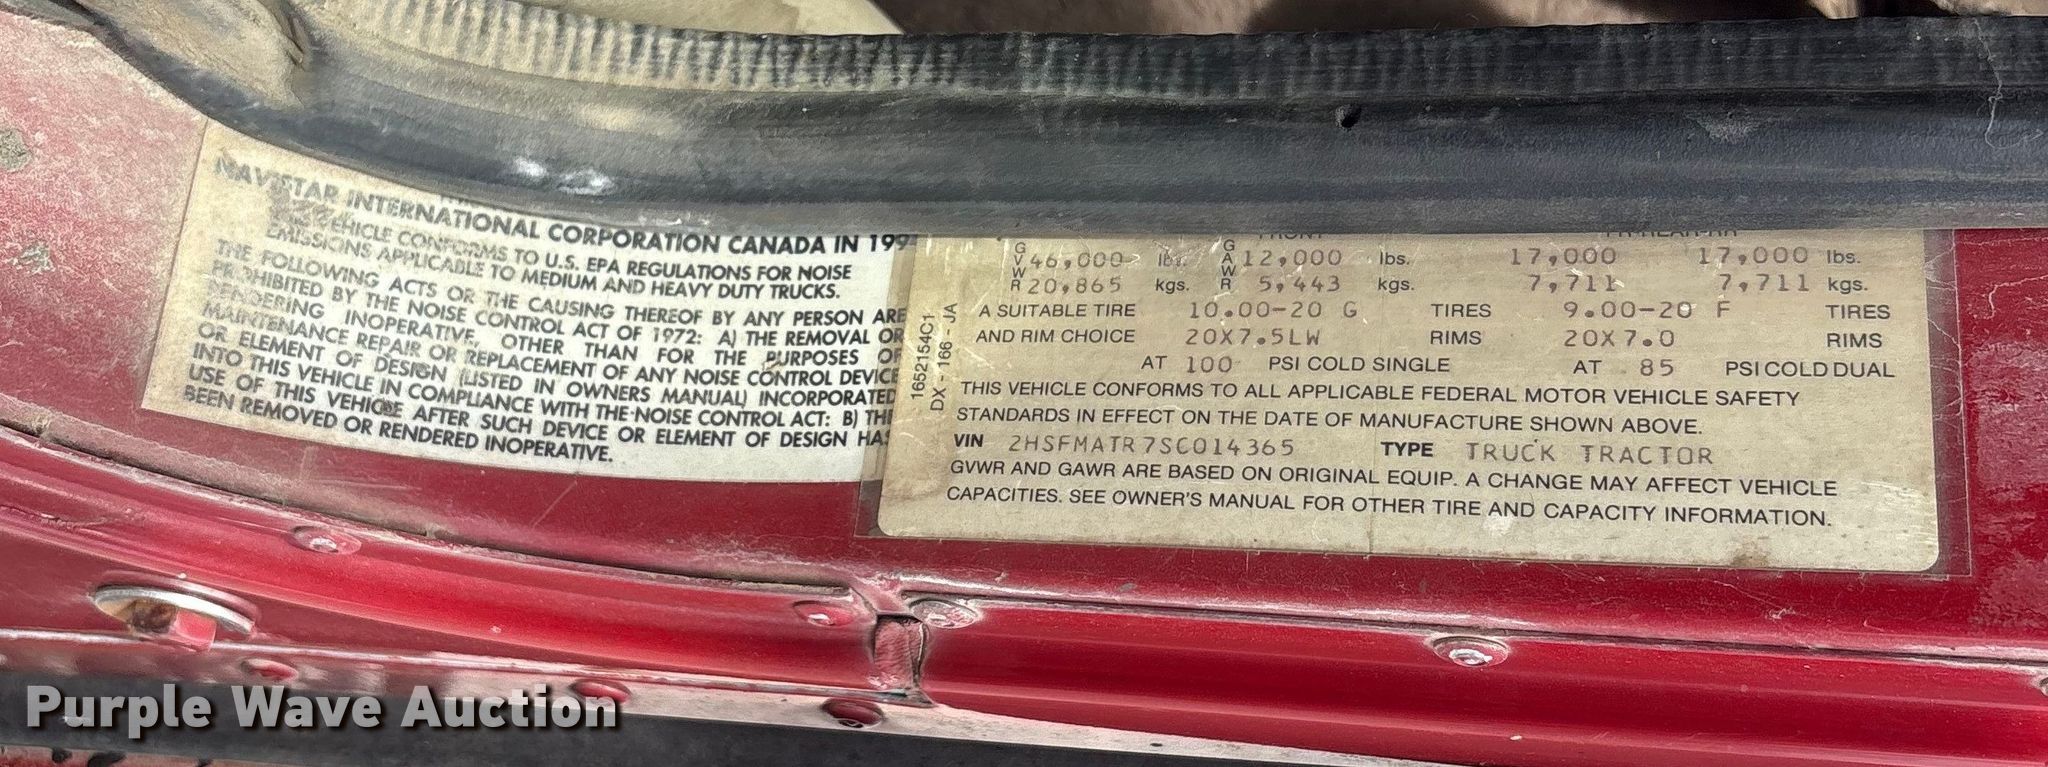 NAVISTAR INTERNATIONAL CORPORATION CANADA IN 199
VEHICLE CONFORMS TO U.S. EPA REGULATIONS FOR NOISE
EMISSIONS APPLICABLE TO MEDIUM AND HEAVY DUTY TRUCKS.
THE FOLLOWING ACTS OR THE CAUSING THEREOF BY ANY PERSON ARE
PROHIBITED BY THE NOISE CONTROL ACT OF 1972: A) THE REMOVAL OR
RENDERING INOPERATIVE, OTHER THAN FOR THE PURPOSES OF
MAINTENANCE REPAIR OR REPLACEMENT OF ANY NOISE CONTROL DEVICE
OR ELEMENT OF DESIGN (LISTED IN OWNERS MANUAL) INCORPORATED
INTO THIS VEHICLE IN COMPLIANCE WITH THE NOISE CONTROL ACT: B) THE
USE OF THIS VEHICLE AFTER SUCH DEVICE OR ELEMENT OF DESIGN HAS
BEEN REMOVED OR RENDERED INOPERATIVE.
1652154C1
DX - 166 - JA
GVWR 46,000 lbs. GAWR 12,000 lbs. 17,000 17,000 lbs.
20,865 kgs. 5,443 kgs. 7,711 7,711 kgs.
A SUITABLE TIRE 10.00-20 G TIRES 9.00-20 F TIRES
AND RIM CHOICE 20X7.5LW RIMS 20X7.0 RIMS
AT 100 PSI COLD SINGLE AT 85 PSI COLD DUAL
THIS VEHICLE CONFORMS TO ALL APPLICABLE FEDERAL MOTOR VEHICLE SAFETY
STANDARDS IN EFFECT ON THE DATE OF MANUFACTURE SHOWN ABOVE.
VIN 2HSFMATR7SC014365 TYPE TRUCK TRACTOR
GVWR AND GAWR ARE BASED ON ORIGINAL EQUIP. A CHANGE MAY AFFECT VEHICLE
CAPACITIES. SEE OWNER'S MANUAL FOR OTHER TIRE AND CAPACITY INFORMATION.
Purple Wave Auction